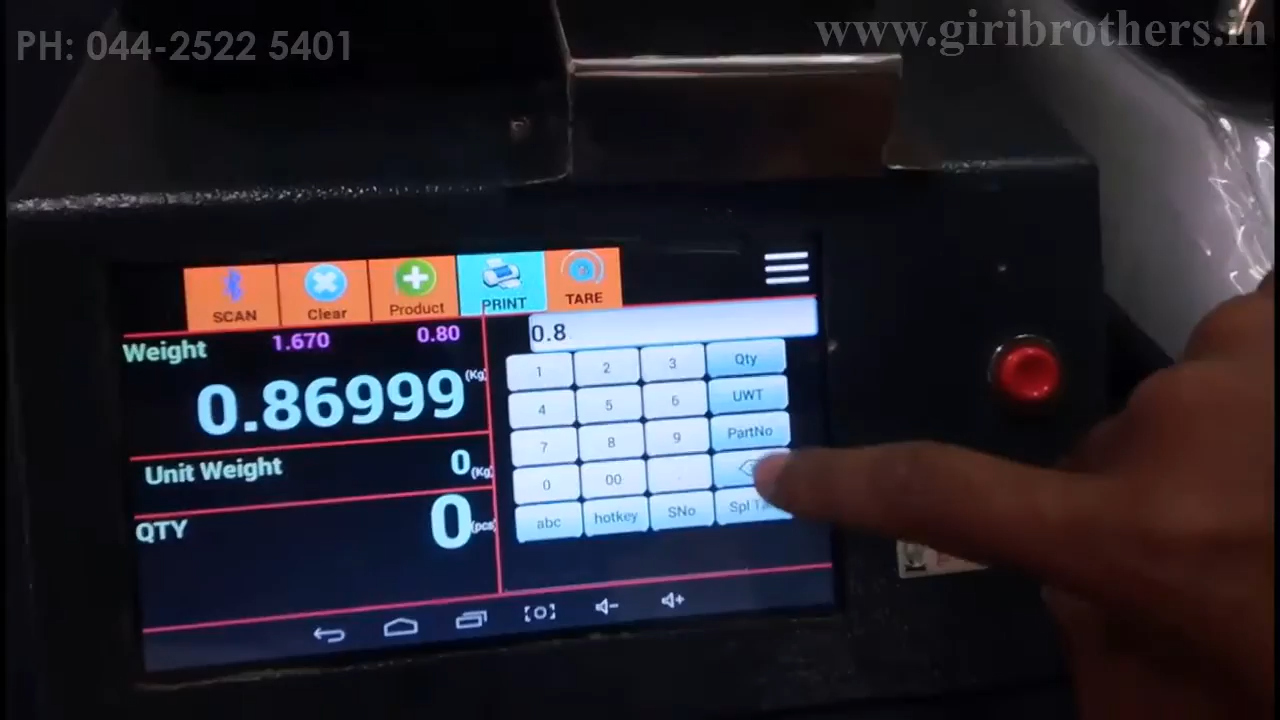 PH: 044-2522 5401
www.giribrothers.in
SCAN
Clear
Product
PRINT
TARE
Weight
1.670
0.80
0.86999
(Kg)
Unit Weight
0
(Kg)
QTY
0
(pcs)
0.8
1
2
3
Qty
4
5
6
UWT
7
8
9
PartNo
0
00
.
abc
hotkey
SNo
Spl